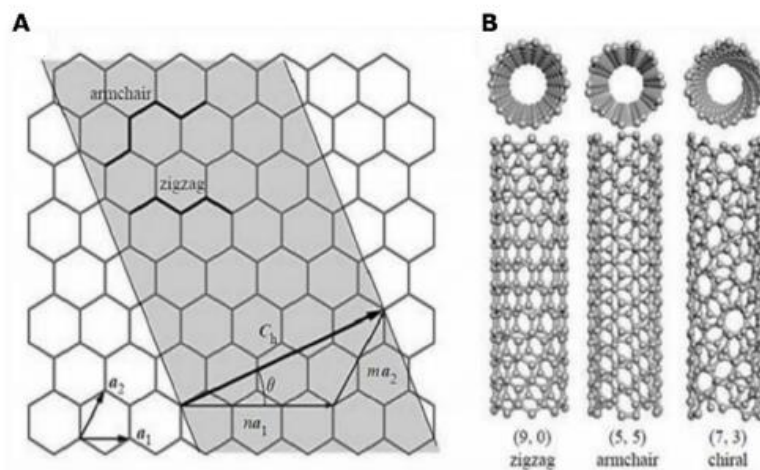 A
armchair
zigzag
C_h
θ
ma_2
na_1
a_2
a_1
B
(9, 0)
zigzag
(5, 5)
armchair
(7, 3)
chiral